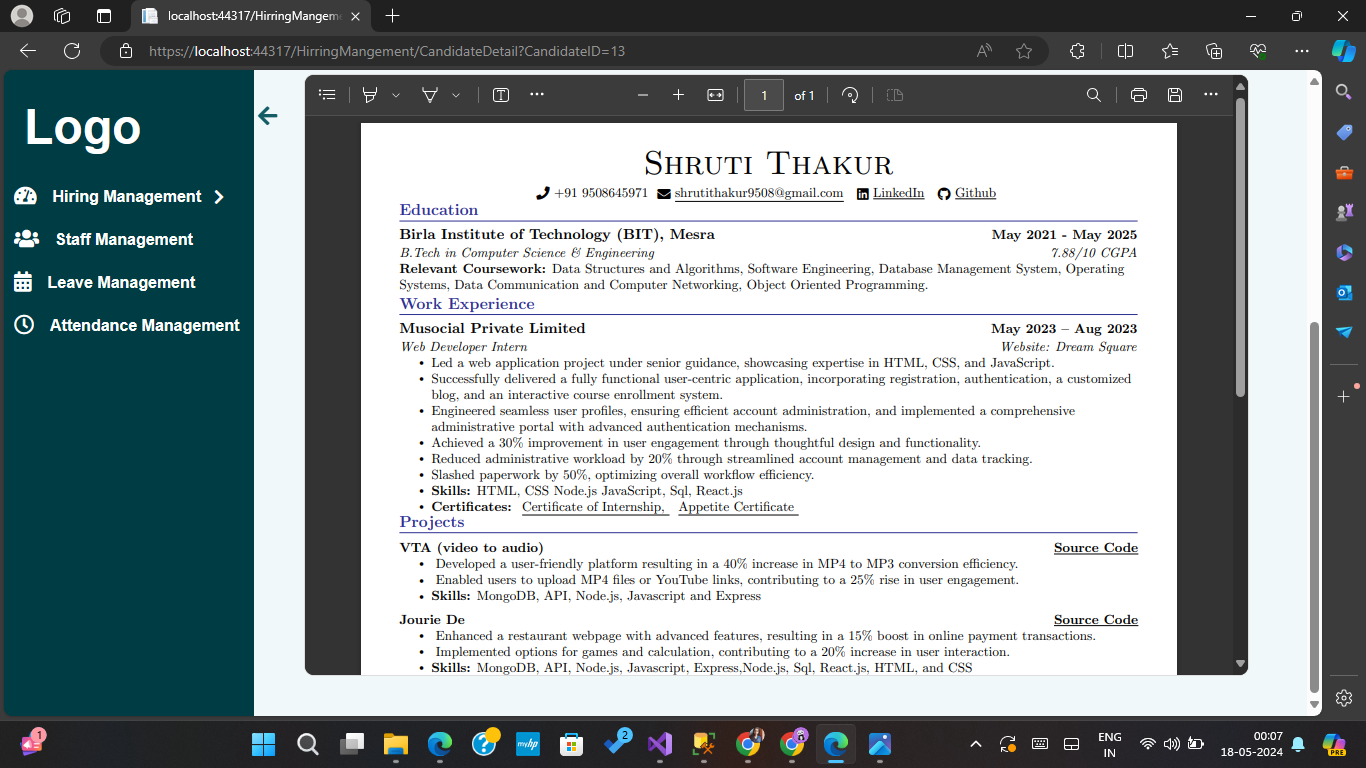 localhost:44317/HirringMangem
https://localhost:44317/HirringMangement/CandidateDetail?CandidateID=13
Logo
Hiring Management
Staff Management
Leave Management
Attendance Management
1 of 1
Shruti Thakur
+91 9508645971 shrutithakur9508@gmail.com LinkedIn Github
Education
Birla Institute of Technology (BIT), Mesra May 2021 - May 2025
B.Tech in Computer Science & Engineering 7.88/10 CGPA
Relevant Coursework: Data Structures and Algorithms, Software Engineering, Database Management System, Operating
Systems, Data Communication and Computer Networking, Object Oriented Programming.
Work Experience
Musocial Private Limited May 2023 – Aug 2023
Web Developer Intern Website: Dream Square
• Led a web application project under senior guidance, showcasing expertise in HTML, CSS, and JavaScript.
• Successfully delivered a fully functional user-centric application, incorporating registration, authentication, a customized
blog, and an interactive course enrollment system.
• Engineered seamless user profiles, ensuring efficient account administration, and implemented a comprehensive
administrative portal with advanced authentication mechanisms.
• Achieved a 30% improvement in user engagement through thoughtful design and functionality.
• Reduced administrative workload by 20% through streamlined account management and data tracking.
• Slashed paperwork by 50%, optimizing overall workflow efficiency.
• Skills: HTML, CSS Node.js JavaScript, Sql, React.js
• Certificates: Certificate of Internship, Appetite Certificate
Projects
VTA (video to audio) Source Code
• Developed a user-friendly platform resulting in a 40% increase in MP4 to MP3 conversion efficiency.
• Enabled users to upload MP4 files or YouTube links, contributing to a 25% rise in user engagement.
• Skills: MongoDB, API, Node.js, Javascript and Express
Jourie De Source Code
• Enhanced a restaurant webpage with advanced features, resulting in a 15% boost in online payment transactions.
• Implemented options for games and calculation, contributing to a 20% increase in user interaction.
• Skills: MongoDB, API, Node.js, Javascript, Express,Node.js, Sql, React.js, HTML, and CSS
1
myhp
2
ENG
IN
00:07
18-05-2024
PRE